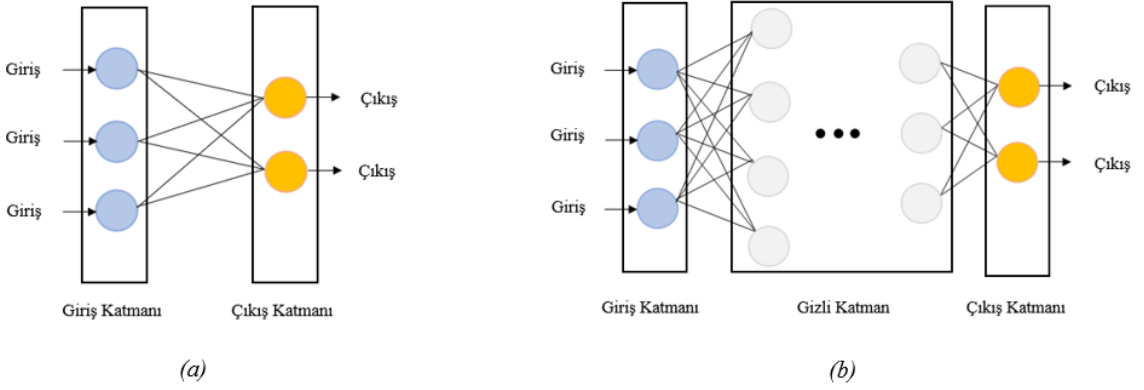 Giriş
Giriş
Giriş
Çıkış
Çıkış
Giriş Katmanı
Çıkış Katmanı
(a)
Giriş
Giriş
Giriş
Çıkış
Çıkış
Giriş Katmanı
Gizli Katman
Çıkış Katmanı
(b)